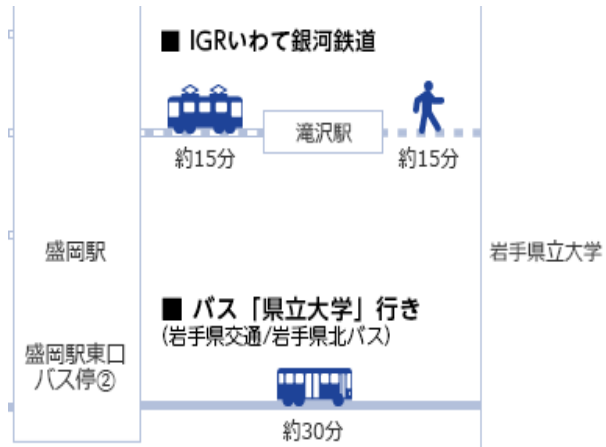 ■ IGRいわて銀河鉄道
滝沢駅
約15分
約15分
盛岡駅
岩手県立大学
■ バス「県立大学」行き
(岩手県交通/岩手県北バス)
盛岡駅東口
バス停②
約30分